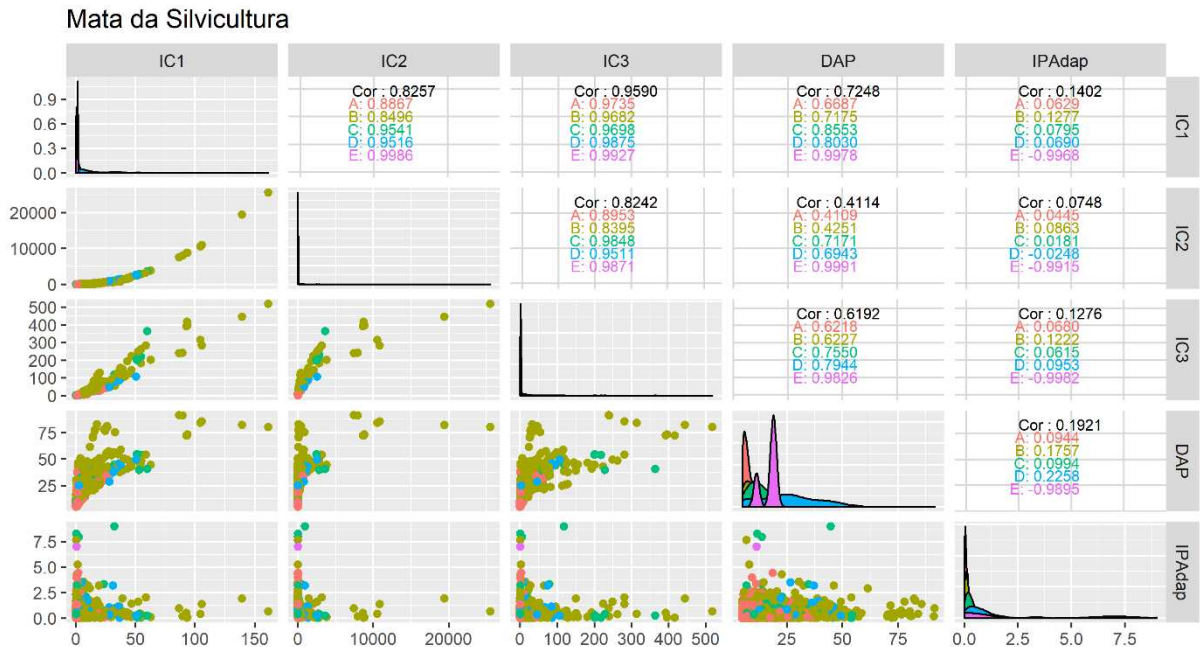 Mata da Silvicultura
IC1 IC2 IC3 DAP IPAdap
Cor : 0.8257 Cor : 0.9590 Cor : 0.7248 Cor : 0.1402
A: 0.8867 A: 0.9735 A: 0.6687 A: 0.0629
B: 0.8496 B: 0.9682 B: 0.7175 B: 0.1277
C: 0.9541 C: 0.9698 C: 0.8553 C: 0.0795
D: 0.9516 D: 0.9875 D: 0.8030 D: 0.0690
E: 0.9986 E: 0.9927 E: 0.9978 E: -0.9968
0.9
0.6
0.3
0.0
IC1
Cor : 0.8242 Cor : 0.4114 Cor : 0.0748
A: 0.8953 A: 0.4109 A: 0.0445
B: 0.8395 B: 0.4251 B: 0.0863
C: 0.9848 C: 0.7171 C: 0.0181
D: 0.9511 D: 0.6943 D: -0.0248
E: 0.9871 E: 0.9991 E: -0.9915
20000
10000
0
IC2
Cor : 0.6192 Cor : 0.1276
A: 0.6218 A: 0.0680
B: 0.6227 B: 0.1222
C: 0.7550 C: 0.0615
D: 0.7944 D: 0.0953
E: 0.9826 E: -0.9982
500
400
300
200
100
0
IC3
Cor : 0.1921
A: 0.0944
B: 0.1757
C: 0.0994
D: 0.2258
E: -0.9895
75
50
25
DAP
7.5
5.0
2.5
0.0
IPAdap
0 50 100 150 0 10000 20000 0 100 200 300 400 500 25 50 75 0.0 2.5 5.0 7.5